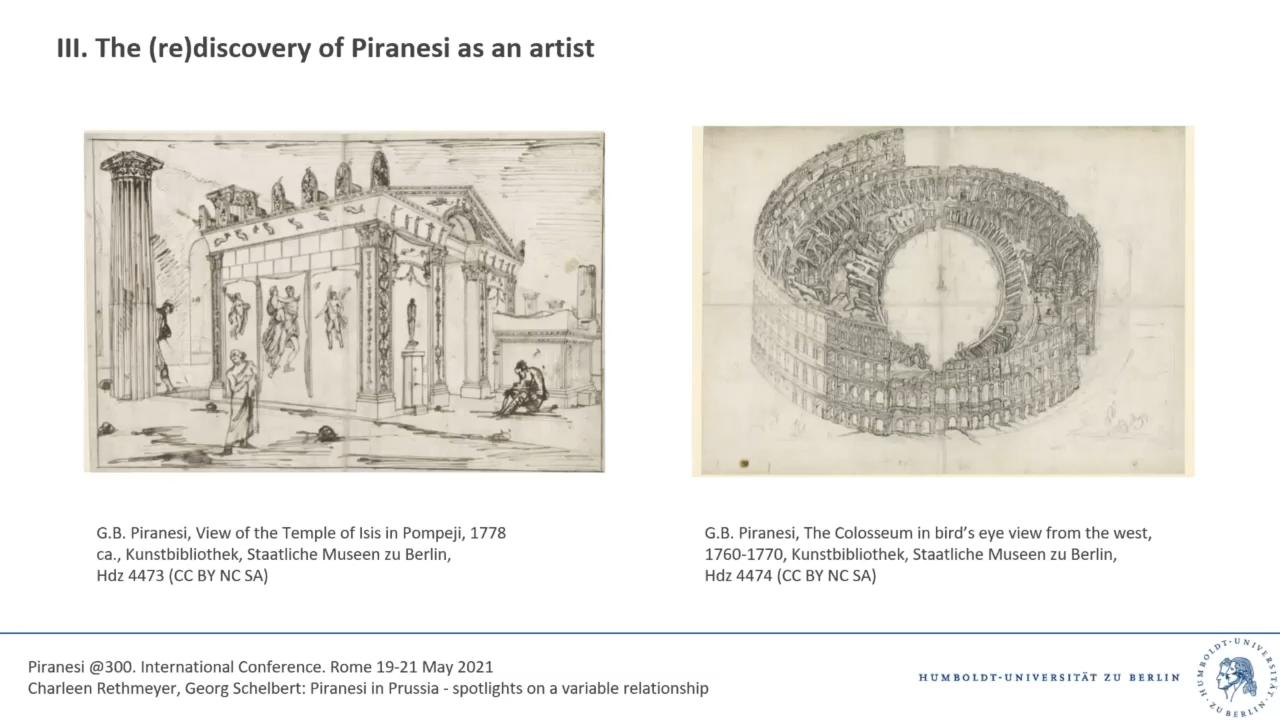 III. The (re)discovery of Piranesi as an artist
G.B. Piranesi, View of the Temple of Isis in Pompeji, 1778
ca., Kunstbibliothek, Staatliche Museen zu Berlin,
Hdz 4473 (CC BY NC SA)
G.B. Piranesi, The Colosseum in bird’s eye view from the west,
1760-1770, Kunstbibliothek, Staatliche Museen zu Berlin,
Hdz 4474 (CC BY NC SA)
Piranesi @300. International Conference. Rome 19-21 May 2021
Charleen Rethmeyer, Georg Schelbert: Piranesi in Prussia - spotlights on a variable relationship
HUMBOLDT-UNIVERSITÄT ZU BERLIN
HUMBOLDT-UNIVERSITÄT ZU BERLIN